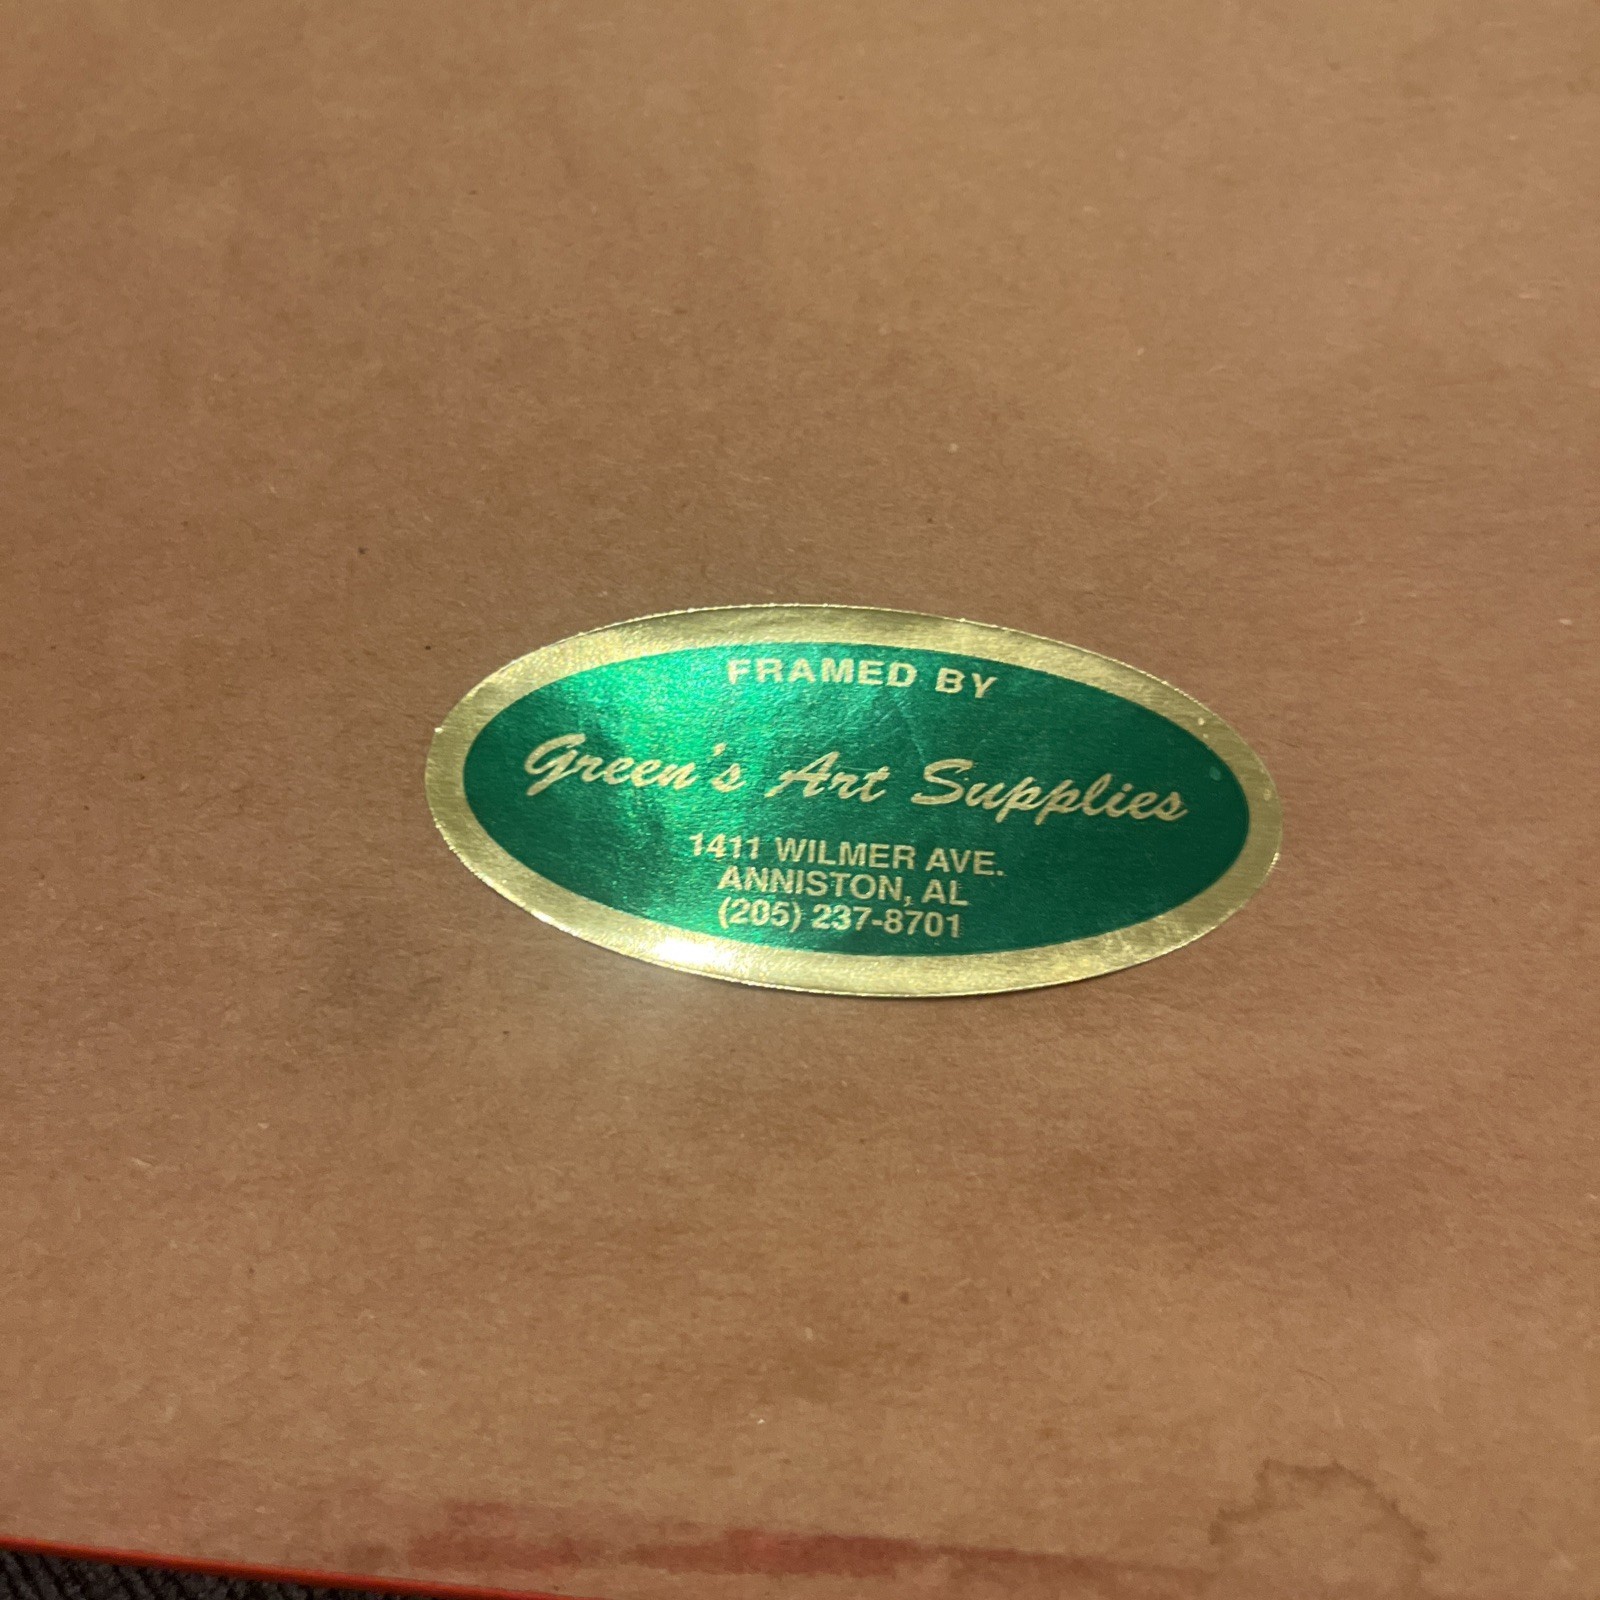 FRAMED BY
Green's Art Supplies
1411 WILMER AVE.
ANNISTON, AL
(205) 237-8701